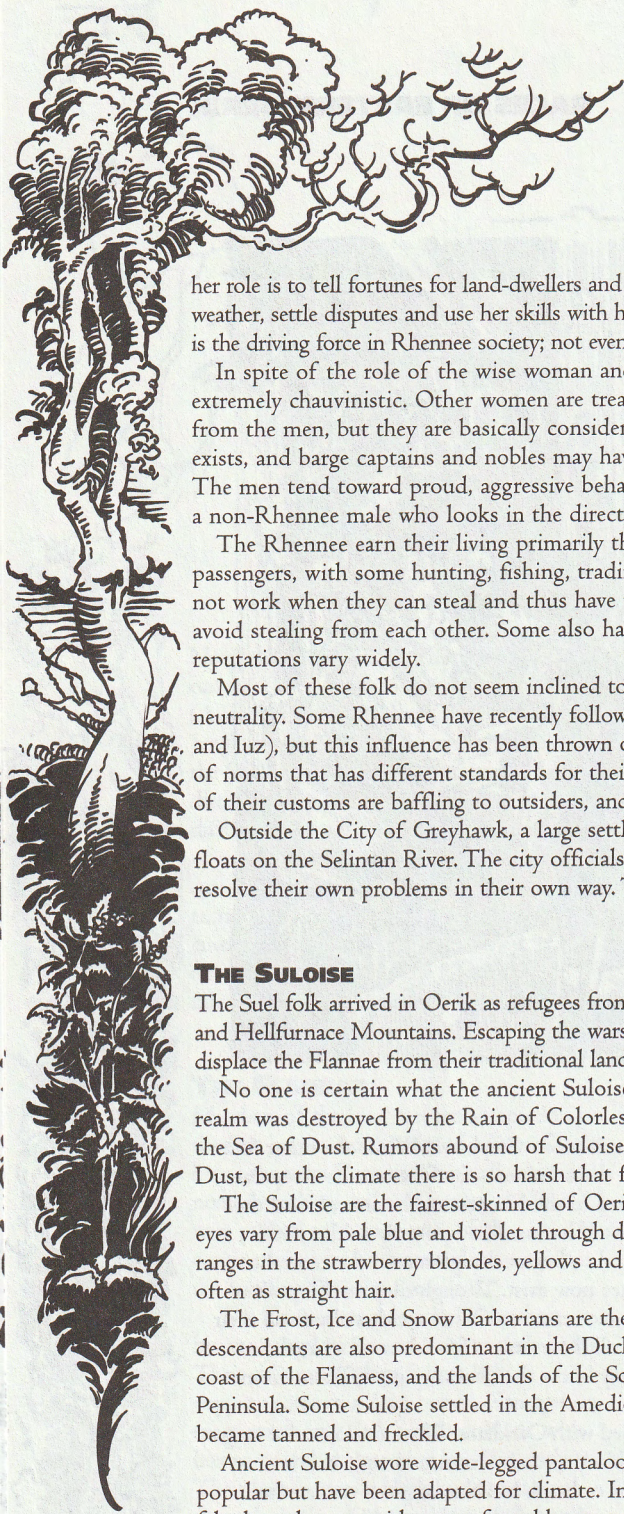 her role is to tell fortunes for land-dwellers and
weather, settle disputes and use her skills with h
is the driving force in Rhennee society; not even
In spite of the role of the wise woman and
extremely chauvinistic. Other women are trea
from the men, but they are basically consider
exists, and barge captains and nobles may hav
The men tend toward proud, aggressive beha
a non-Rhennee male who looks in the direct
The Rhennee earn their living primarily th
passengers, with some hunting, fishing, tradi
not work when they can steal and thus have
avoid stealing from each other. Some also ha
reputations vary widely.
Most of these folk do not seem inclined to
neutrality. Some Rhennee have recently follow
and Iuz), but this influence has been thrown o
of norms that has different standards for thei
of their customs are baffling to outsiders, and
Outside the City of Greyhawk, a large settl
floats on the Selintan River. The city officials
resolve their own problems in their own way. T
THE SULOISE
The Suel folk arrived in Oerik as refugees from
and Hellfurnace Mountains. Escaping the wars
displace the Flannae from their traditional land
No one is certain what the ancient Suloise
realm was destroyed by the Rain of Colorles
the Sea of Dust. Rumors abound of Suloise
Dust, but the climate there is so harsh that f
The Suloise are the fairest-skinned of Oeri
eyes vary from pale blue and violet through d
ranges in the strawberry blondes, yellows and
often as straight hair.
The Frost, Ice and Snow Barbarians are the
descendants are also predominant in the Duch
coast of the Flanaess, and the lands of the Sc
Peninsula. Some Suloise settled in the Amedi
became tanned and freckled.
Ancient Suloise wore wide-legged pantaloo
popular but have been adapted for climate. In